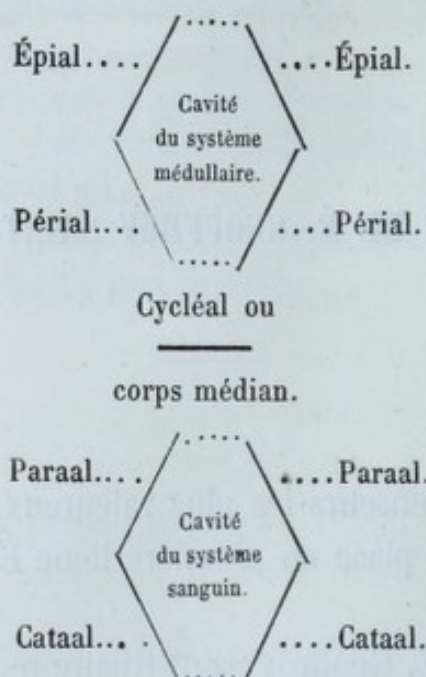 Épial.... ....Épial.
Cavité
du système
médullaire.
Périal.... ....Périal.
Cycléal ou
corps médian.
Paraal.... ....Paraal.
Cavité
du système
sanguin.
Cataal... ....Cataal.